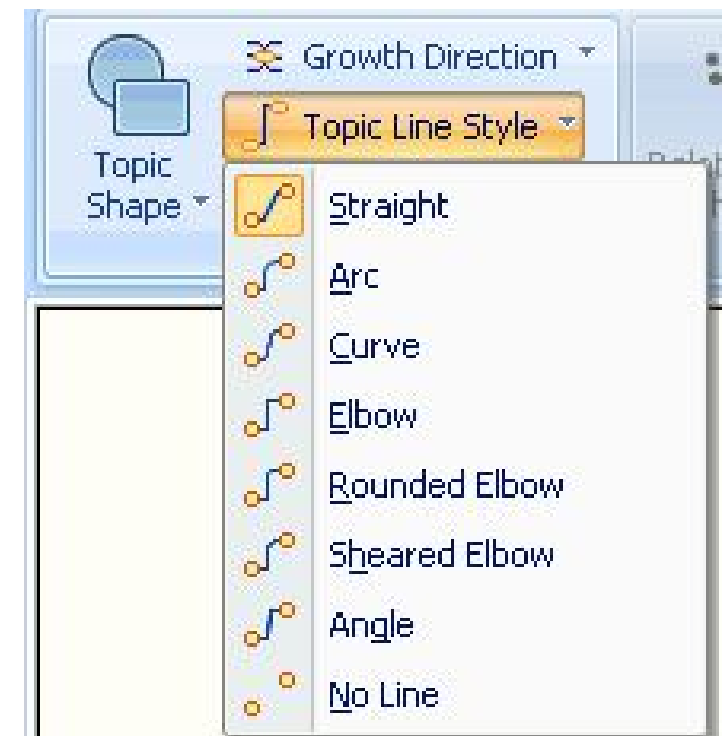 Growth Direction
Topic Line Style
Topic
Shape
Straight
Arc
Curve
Elbow
Rounded Elbow
Sheared Elbow
Angle
No Line